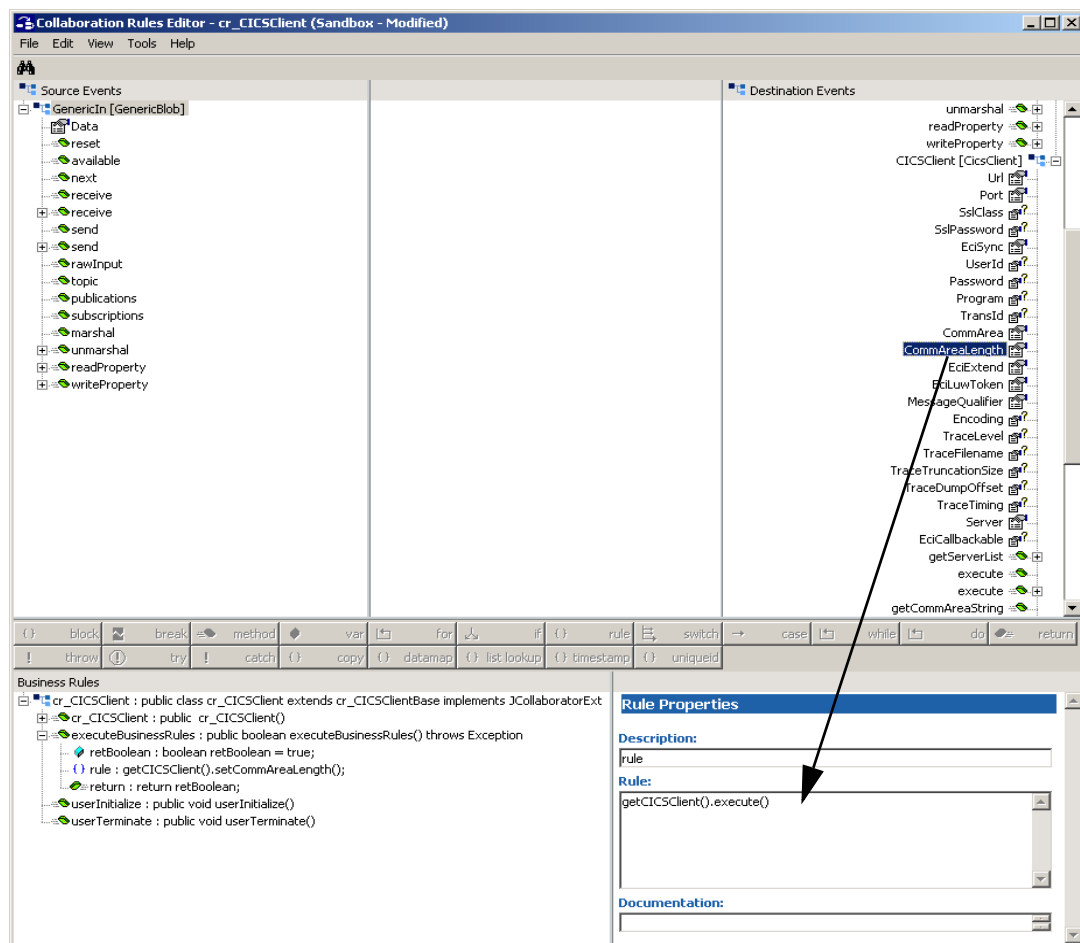 Collaboration Rules Editor - cr_CICSClient (Sandbox - Modified)
File Edit View Tools Help
Source Events
GenericIn [GenericBlob]
Data
reset
available
next
receive
receive
send
send
rawInput
topic
publications
subscriptions
marshal
unmarshal
readProperty
writeProperty
Destination Events
unmarshal
readProperty
writeProperty
CICSClient [CicsClient]
Url
Port
SslClass
SslPassword
EciSync
UserId
Password
Program
TransId
CommArea
CommAreaLength
EciExtend
EciLuwToken
MessageQualifier
Encoding
TraceLevel
TraceFilename
TraceTruncationSize
TraceDumpOffset
TraceTiming
Server
EciCallbackable
getServerList
execute
execute
getCommAreaString
{} block break method var for if {} rule switch case while do return
! throw try ! catch {} copy {} datamap {} list lookup {} timestamp {} uniqueid
Business Rules
cr_CICSClient : public class cr_CICSClient extends cr_CICSClientBase implements JCollaboratorExt
cr_CICSClient : public cr_CICSClient()
executeBusinessRules : public boolean executeBusinessRules() throws Exception
retBoolean : boolean retBoolean = true;
{} rule : getCICSClient().setCommAreaLength();
return : return retBoolean;
userInitialize : public void userInitialize()
userTerminate : public void userTerminate()
Rule Properties
Description:
rule
Rule:
getCICSClient().execute()
Documentation: